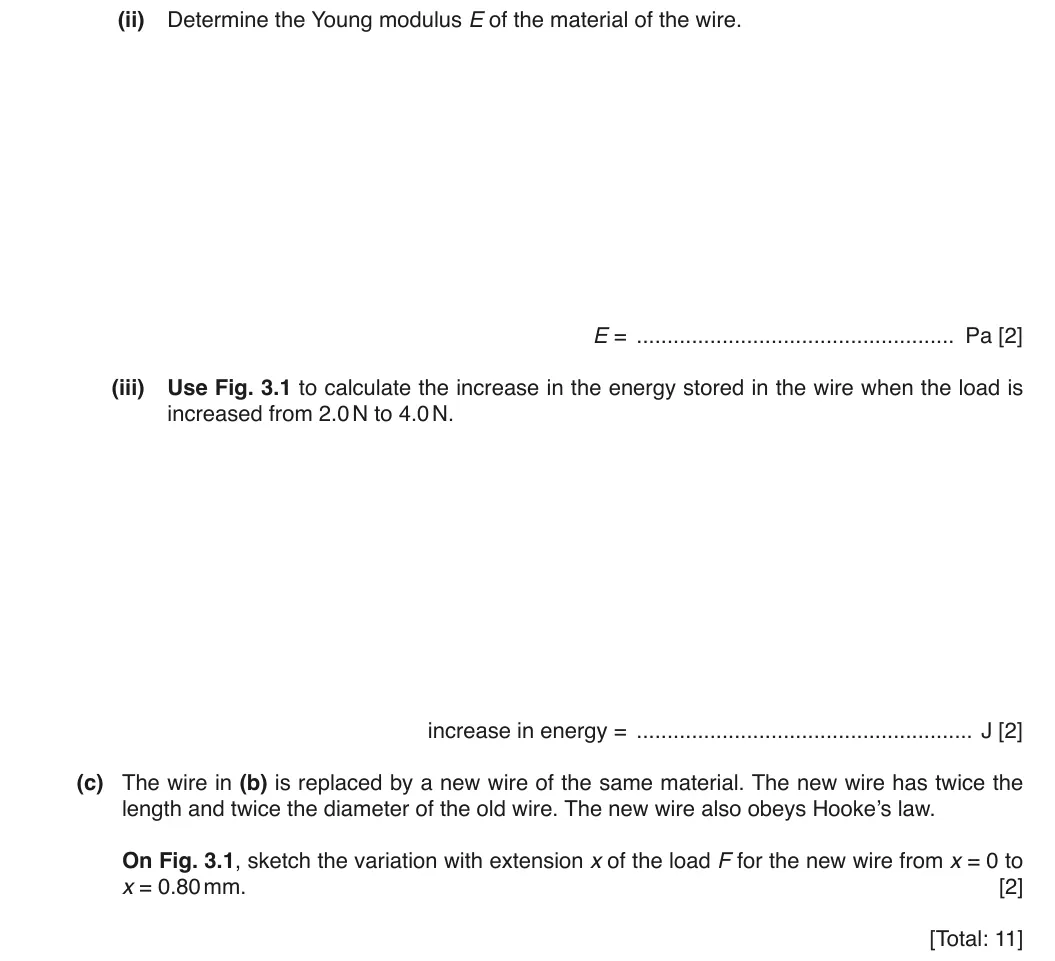 (ii) Determine the Young modulus E of the material of the wire.
E = .................................................... Pa [2]
(iii) Use Fig. 3.1 to calculate the increase in the energy stored in the wire when the load is
increased from 2.0 N to 4.0 N.
increase in energy = ....................................................... J [2]
(c) The wire in (b) is replaced by a new wire of the same material. The new wire has twice the
length and twice the diameter of the old wire. The new wire also obeys Hooke’s law.
On Fig. 3.1, sketch the variation with extension x of the load F for the new wire from x = 0 to
x = 0.80 mm. [2]
[Total: 11]